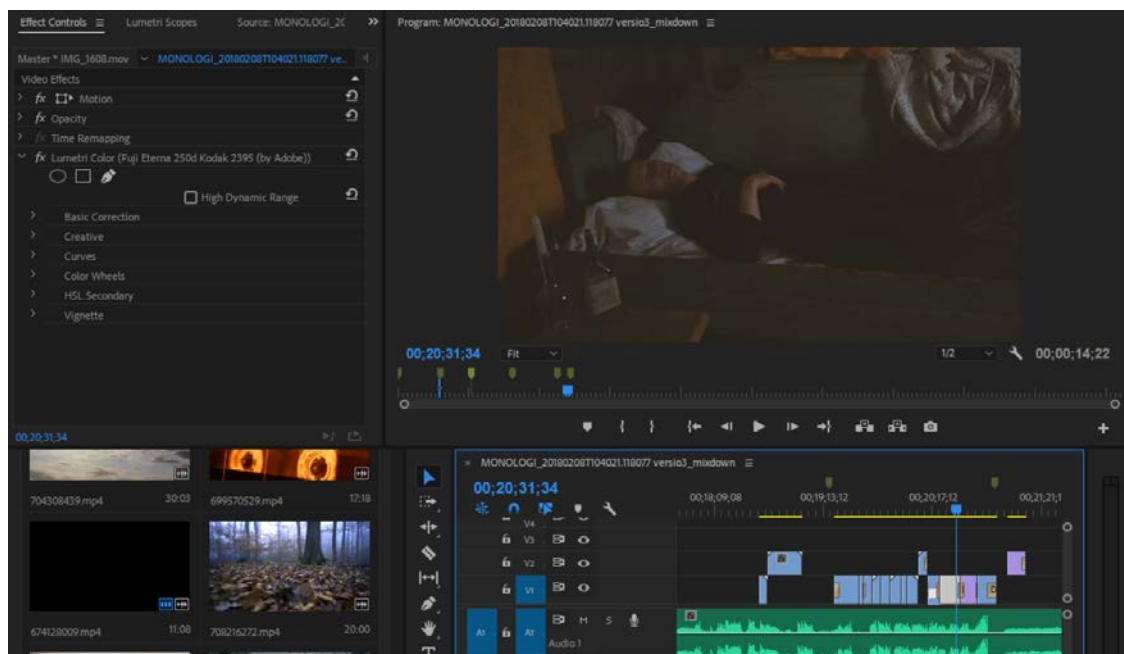 Effect Controls
Lumetri Scopes
Source: MONOLOGI_2
Program: MONOLOGI_20180208T104021.118077 versio3_mixdown
Master * IMG_1608.mov
MONOLOGI_20180208T104021.118077 ve...
Video Effects
fx Motion
fx Opacity
fx Time Remapping
fx Lumetri Color (Fuji Eterna 250d Kodak 2395 (by Adobe))
High Dynamic Range
Basic Correction
Creative
Curves
Color Wheels
HSL Secondary
Vignette
00;20;31;34
Fit
1/2
00;00;14;22
00;20;31;34
704308439.mp4 30:03
699570529.mp4 17:18
674128009.mp4 11:08
708216272.mp4 20:00
× MONOLOGI_20180208T104021.118077 versio3_mixdown
00;20;31;34
00;18;09;08
00;19;13;12
00;20;17;12
00;21;21;1
V4
V3
V2
V1
A1 A1 M S
Audio 1